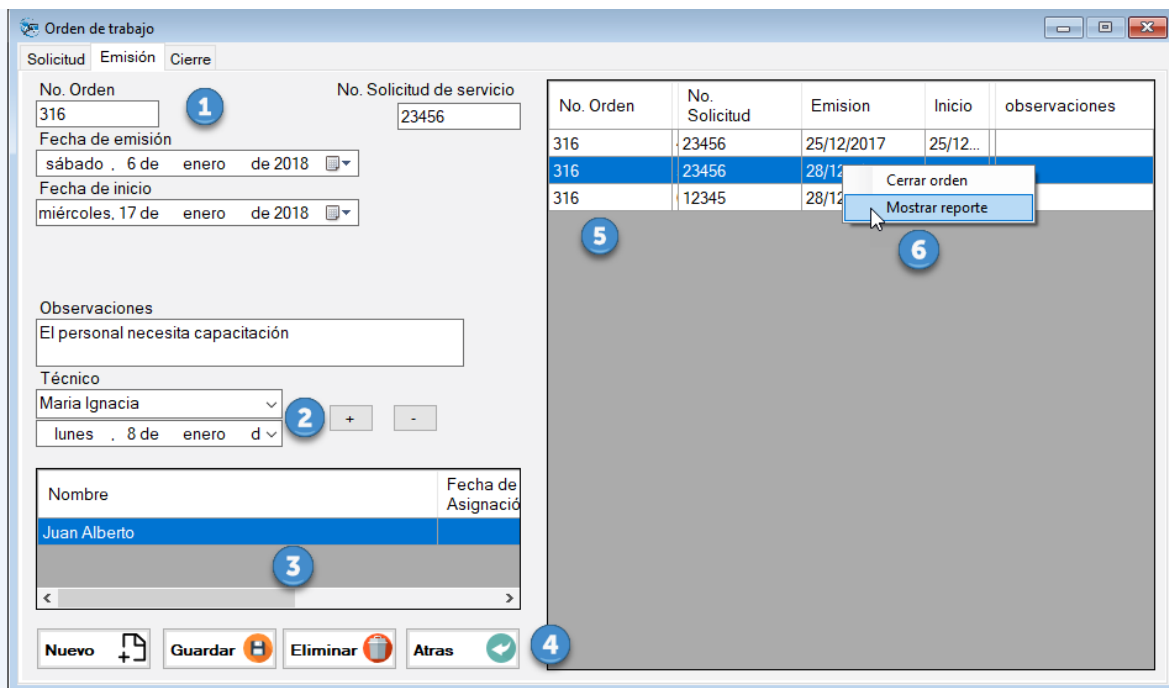 Orden de trabajo
Solicitud Emisión Cierre
No. Orden
316
1
No. Solicitud de servicio
23456
Fecha de emisión
sábado , 6 de enero de 2018
Fecha de inicio
miércoles, 17 de enero de 2018
Observaciones
El personal necesita capacitación
Técnico
Maria Ignacia
lunes , 8 de enero d
2
+ -
Nombre Fecha de
Asignació
Juan Alberto
3
< >
Nuevo Guardar Eliminar Atras
4
No. Orden No. Solicitud Emision Inicio observaciones
316 23456 25/12/2017 25/12...
316 23456 28/12
316 12345 28/12
Cerrar orden
Mostrar reporte
5
6